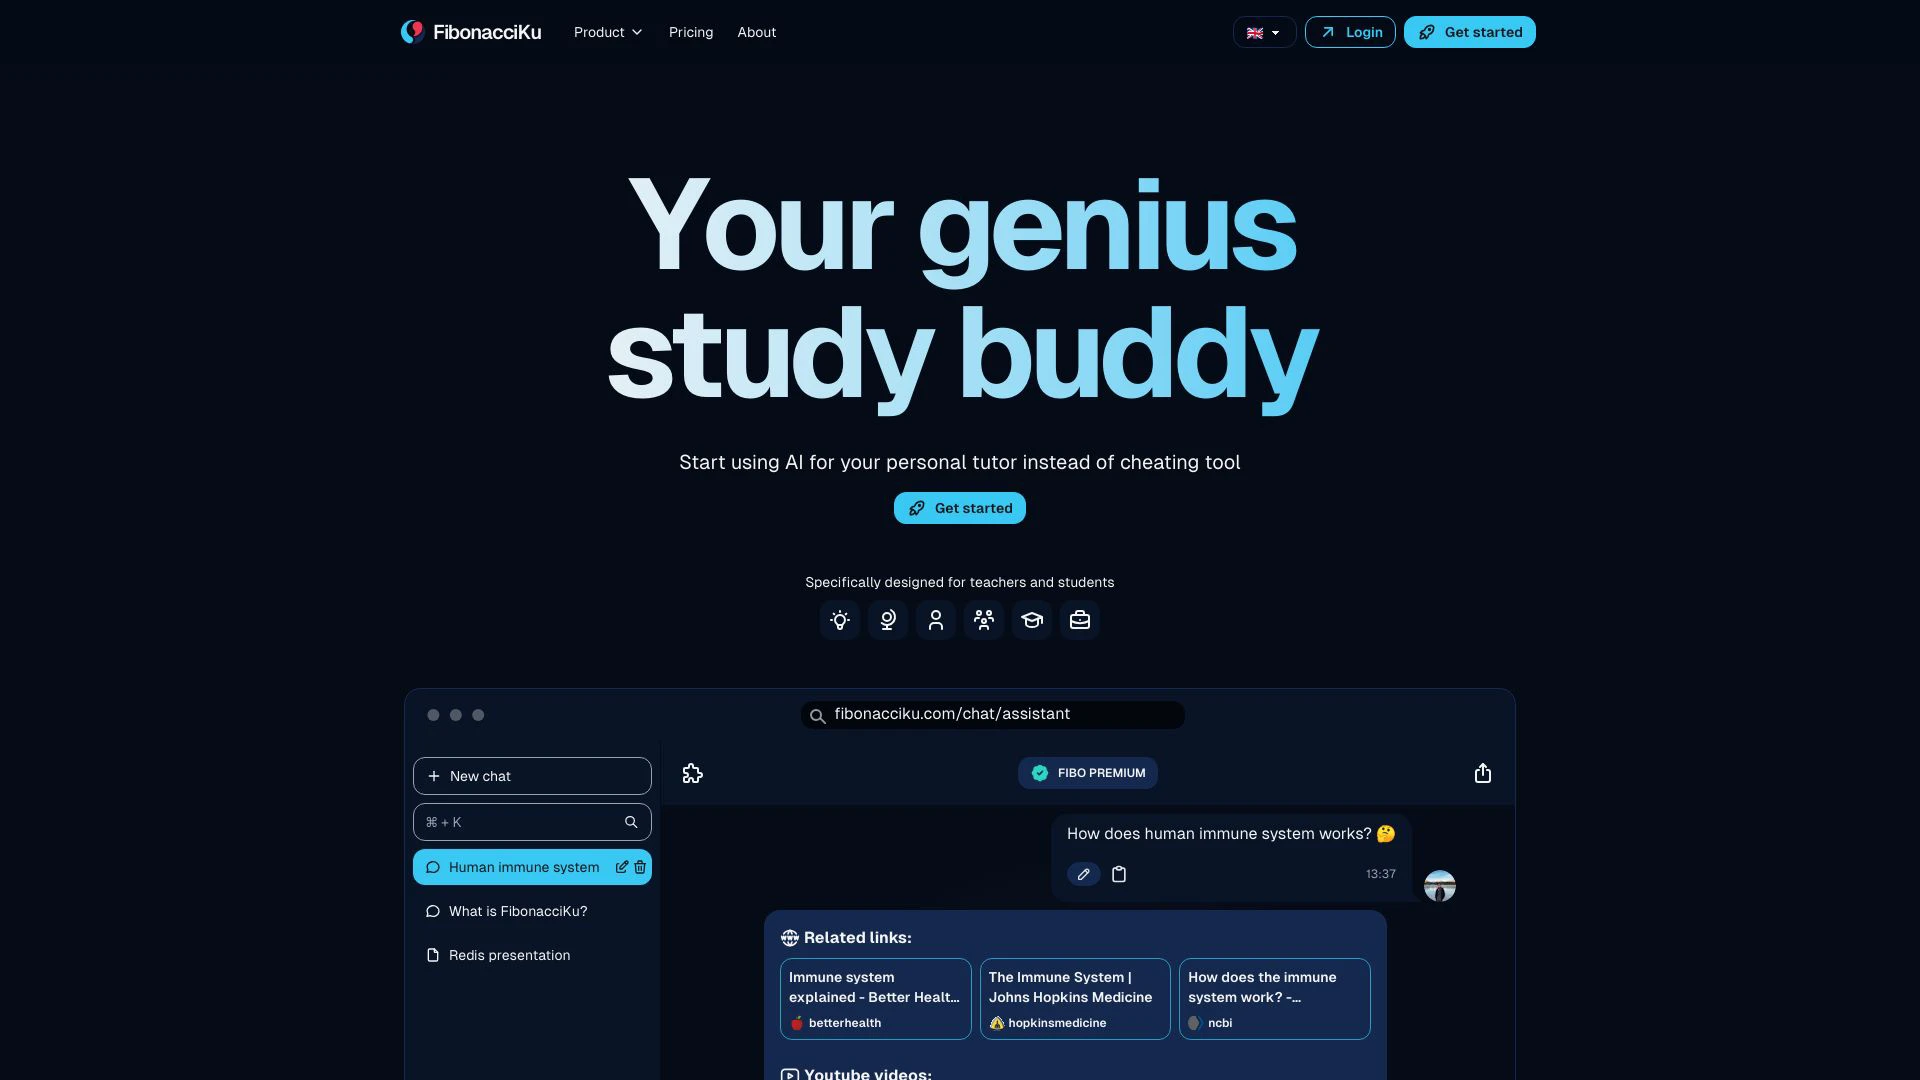 FibonacciKu
Product
Pricing
About
Login
Get started
Your genius
study buddy
Start using AI for your personal tutor instead of cheating tool
Get started
Specifically designed for teachers and students
fibonacciku.com/chat/assistant
New chat
⌘ + K
Human immune system
What is FibonacciKu?
Redis presentation
FIBO PREMIUM
How does human immune system works? 🤔
13:37
Related links:
Immune system
explained - Better Healt...
betterhealth
The Immune System |
Johns Hopkins Medicine
hopkinsmedicine
How does the immune
system work? -...
ncbi
Youtube videos: